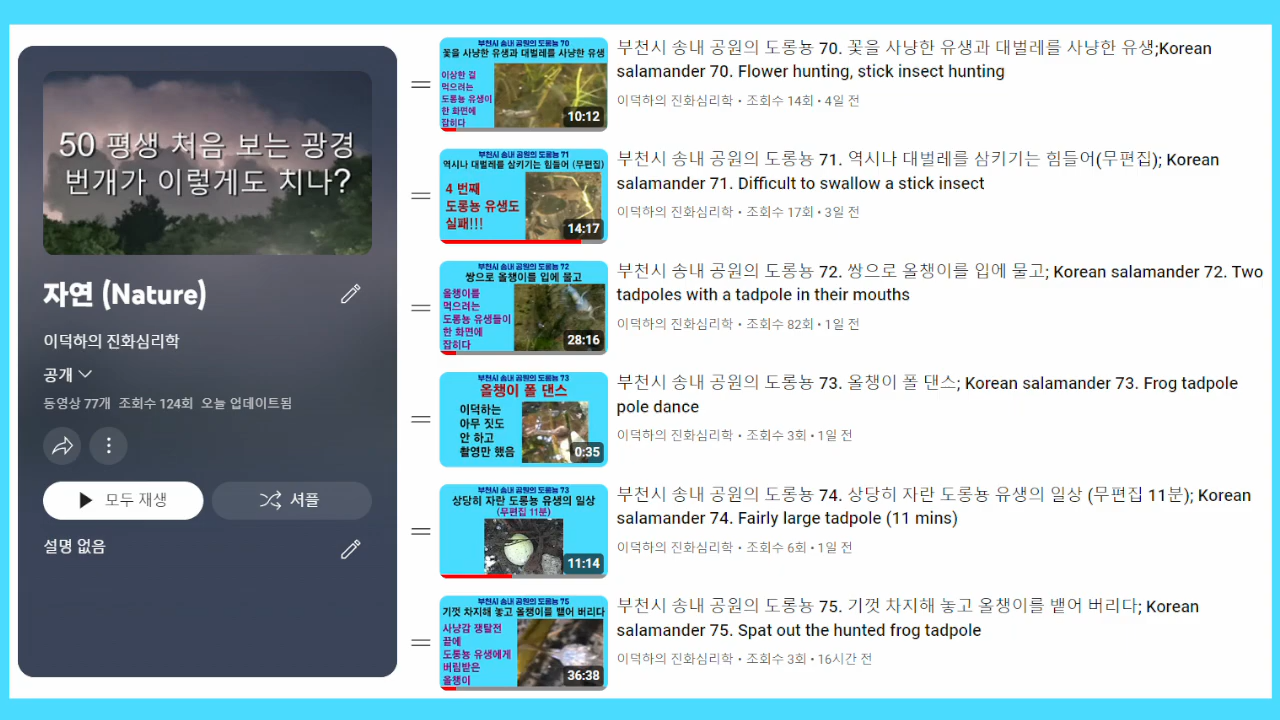 50 평생 처음 보는 광경
번개가 이렇게도 치나?
자연 (Nature)
이덕하의 진화심리학
공개
동영상 77개 조회수 124회 오늘 업데이트됨
모두 재생
셔플
설명 없음
부천시 송내 공원의 도롱뇽 70
꽃을 사냥한 유생과 대벌레를 사냥한 유생
이상한 걸
먹으려는
도롱뇽 유생이
한 화면에
잡히다
10:12
부천시 송내 공원의 도롱뇽 70. 꽃을 사냥한 유생과 대벌레를 사냥한 유생;Korean
salamander 70. Flower hunting, stick insect hunting
이덕하의 진화심리학 • 조회수 14회 • 4일 전
부천시 송내 공원의 도롱뇽 71
역시나 대벌레를 삼키기는 힘들어 (무편집)
4 번째
도롱뇽 유생도
실패!!!
14:17
부천시 송내 공원의 도롱뇽 71. 역시나 대벌레를 삼키기는 힘들어(무편집); Korean
salamander 71. Difficult to swallow a stick insect
이덕하의 진화심리학 • 조회수 17회 • 3일 전
부천시 송내 공원의 도롱뇽 72
쌍으로 올챙이를 입에 물고
올챙이를
먹으려는
도롱뇽 유생들이
한 화면에
잡히다
28:16
부천시 송내 공원의 도롱뇽 72. 쌍으로 올챙이를 입에 물고; Korean salamander 72. Two
tadpoles with a tadpole in their mouths
이덕하의 진화심리학 • 조회수 82회 • 1일 전
부천시 송내 공원의 도롱뇽 73
올챙이 폴 댄스
이덕하는
아무 짓도
안 하고
촬영만 했음
0:35
부천시 송내 공원의 도롱뇽 73. 올챙이 폴 댄스; Korean salamander 73. Frog tadpole
pole dance
이덕하의 진화심리학 • 조회수 3회 • 1일 전
부천시 송내 공원의 도롱뇽 73
상당히 자란 도롱뇽 유생의 일상
(무편집 11분)
11:14
부천시 송내 공원의 도롱뇽 74. 상당히 자란 도롱뇽 유생의 일상 (무편집 11분); Korean
salamander 74. Fairly large tadpole (11 mins)
이덕하의 진화심리학 • 조회수 6회 • 1일 전
부천시 송내 공원의 도롱뇽 75
기껏 차지해 놓고 올챙이를 뱉어 버리다
사냥감 쟁탈전
끝에
도롱뇽 유생에게
버림받은
올챙이
36:38
부천시 송내 공원의 도롱뇽 75. 기껏 차지해 놓고 올챙이를 뱉어 버리다; Korean
salamander 75. Spat out the hunted frog tadpole
이덕하의 진화심리학 • 조회수 3회 • 16시간 전